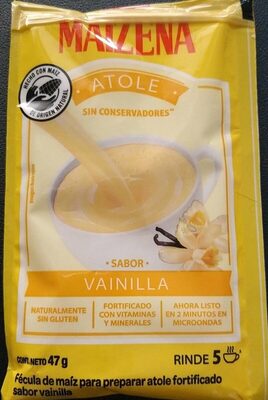 MAIZENA
HECHO CON MAÍZ
DE ORIGEN NATURAL
ATOLE
SIN CONSERVADORES
SABOR
VAINILLA
NATURALMENTE
SIN GLUTEN
FORTIFICADO
CON VITAMINAS
Y MINERALES
AHORA LISTO
EN 2 MINUTOS EN
MICROONDAS
CONT. NETO 47 g
RINDE 5
Fécula de maíz para preparar atole fortificado
sabor vainilla